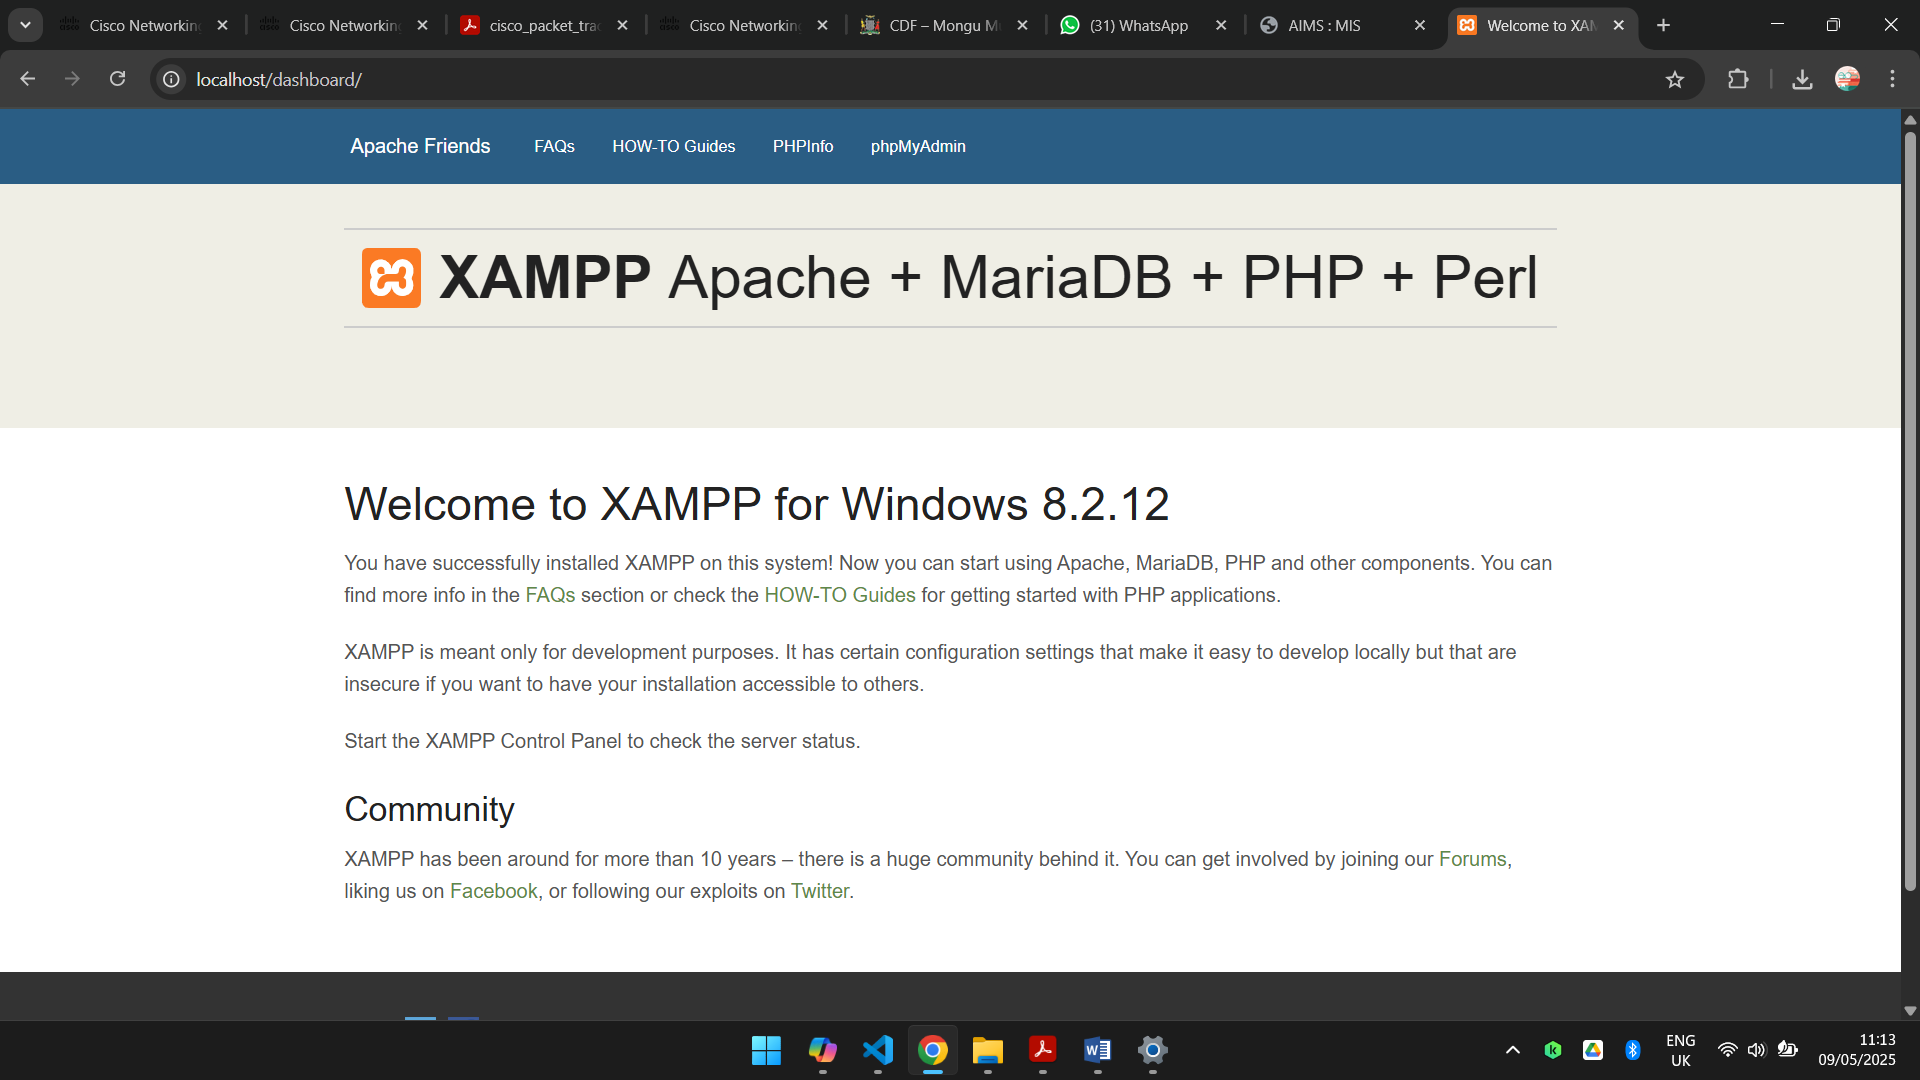 Cisco Networking
Cisco Networking
cisco_packet_trac
Cisco Networking
CDF – Mongu M
(31) WhatsApp
AIMS : MIS
Welcome to XAM
localhost/dashboard/
Apache Friends
FAQs
HOW-TO Guides
PHPInfo
phpMyAdmin
XAMPP Apache + MariaDB + PHP + Perl
Welcome to XAMPP for Windows 8.2.12
You have successfully installed XAMPP on this system! Now you can start using Apache, MariaDB, PHP and other components. You can
find more info in the FAQs section or check the HOW-TO Guides for getting started with PHP applications.
XAMPP is meant only for development purposes. It has certain configuration settings that make it easy to develop locally but that are
insecure if you want to have your installation accessible to others.
Start the XAMPP Control Panel to check the server status.
Community
XAMPP has been around for more than 10 years – there is a huge community behind it. You can get involved by joining our Forums,
liking us on Facebook, or following our exploits on Twitter.
ENG
UK
11:13
09/05/2025